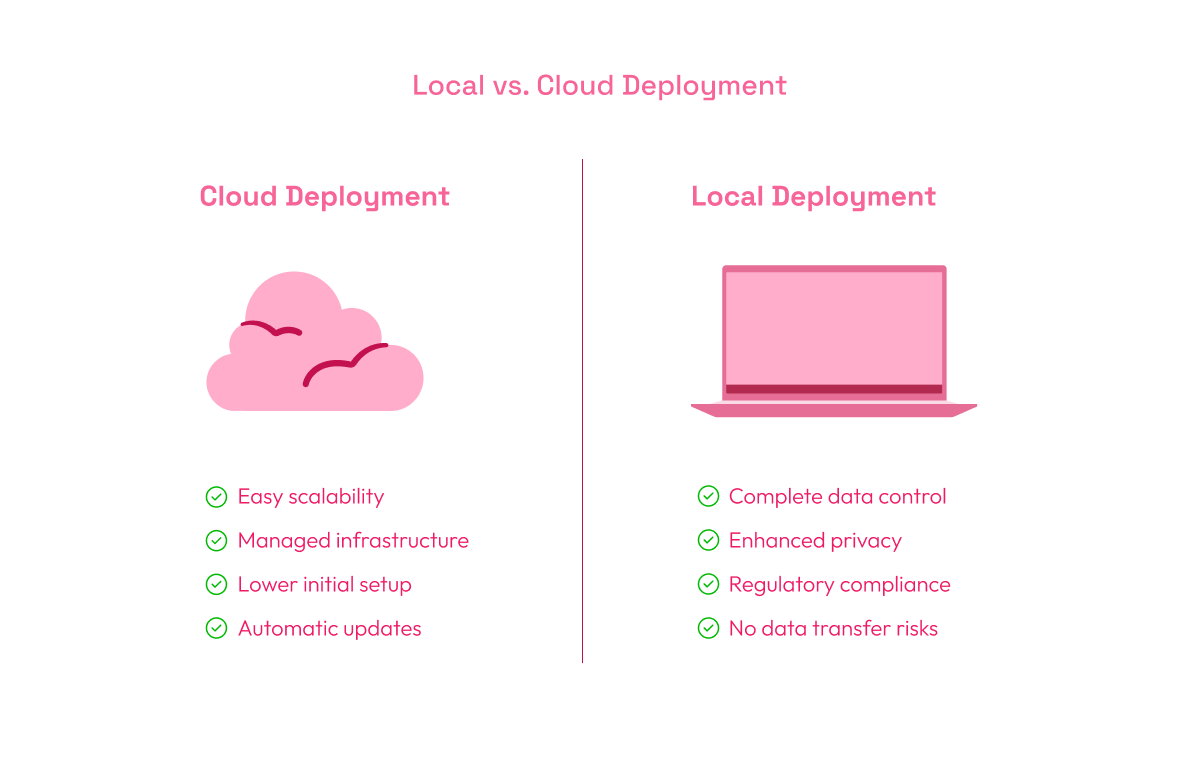 Local vs. Cloud Deployment
Cloud Deployment
Easy scalability
Managed infrastructure
Lower initial setup
Automatic updates
Local Deployment
Complete data control
Enhanced privacy
Regulatory compliance
No data transfer risks